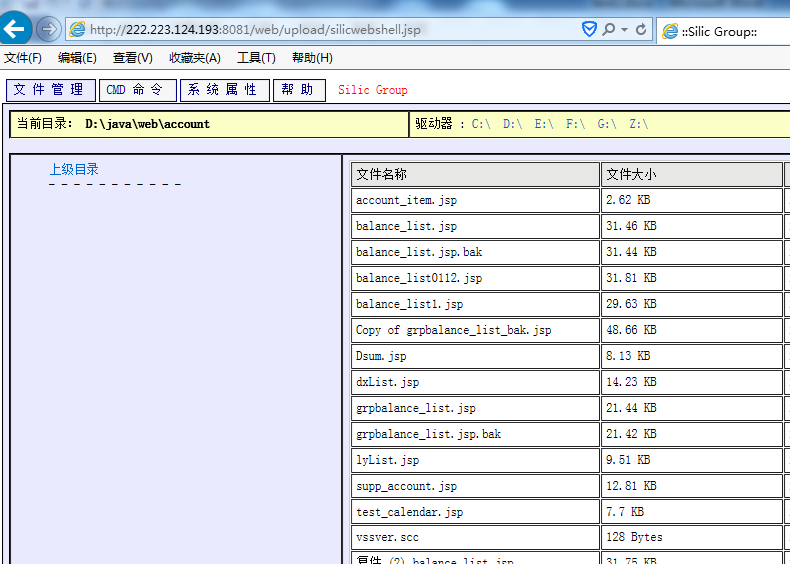 http://222.223.124.193:8081/web/upload/silicwebshell.jsp
::Silic Group::
文件(F) 编辑(E) 查看(V) 收藏夹(A) 工具(T) 帮助(H)
文 件 管 理 CMD 命 令 系 统 属 性 帮 助 Silic Group
当前目录: D:\java\web\account 驱动器 : C:\ D:\ E:\ F:\ G:\ Z:\
上级目录
- - - - - - - - - - -
文件名称 文件大小
account_item.jsp 2.62 KB
balance_list.jsp 31.46 KB
balance_list.jsp.bak 31.44 KB
balance_list0112.jsp 31.81 KB
balance_list1.jsp 29.63 KB
Copy of grpbalance_list_bak.jsp 48.66 KB
Dsum.jsp 8.13 KB
dxList.jsp 14.23 KB
grpbalance_list.jsp 21.44 KB
grpbalance_list.jsp.bak 21.42 KB
lyList.jsp 9.51 KB
supp_account.jsp 12.81 KB
test_calendar.jsp 7.7 KB
vssver.scc 128 Bytes
复件 (2) balance_list.jsp 31.75 KB